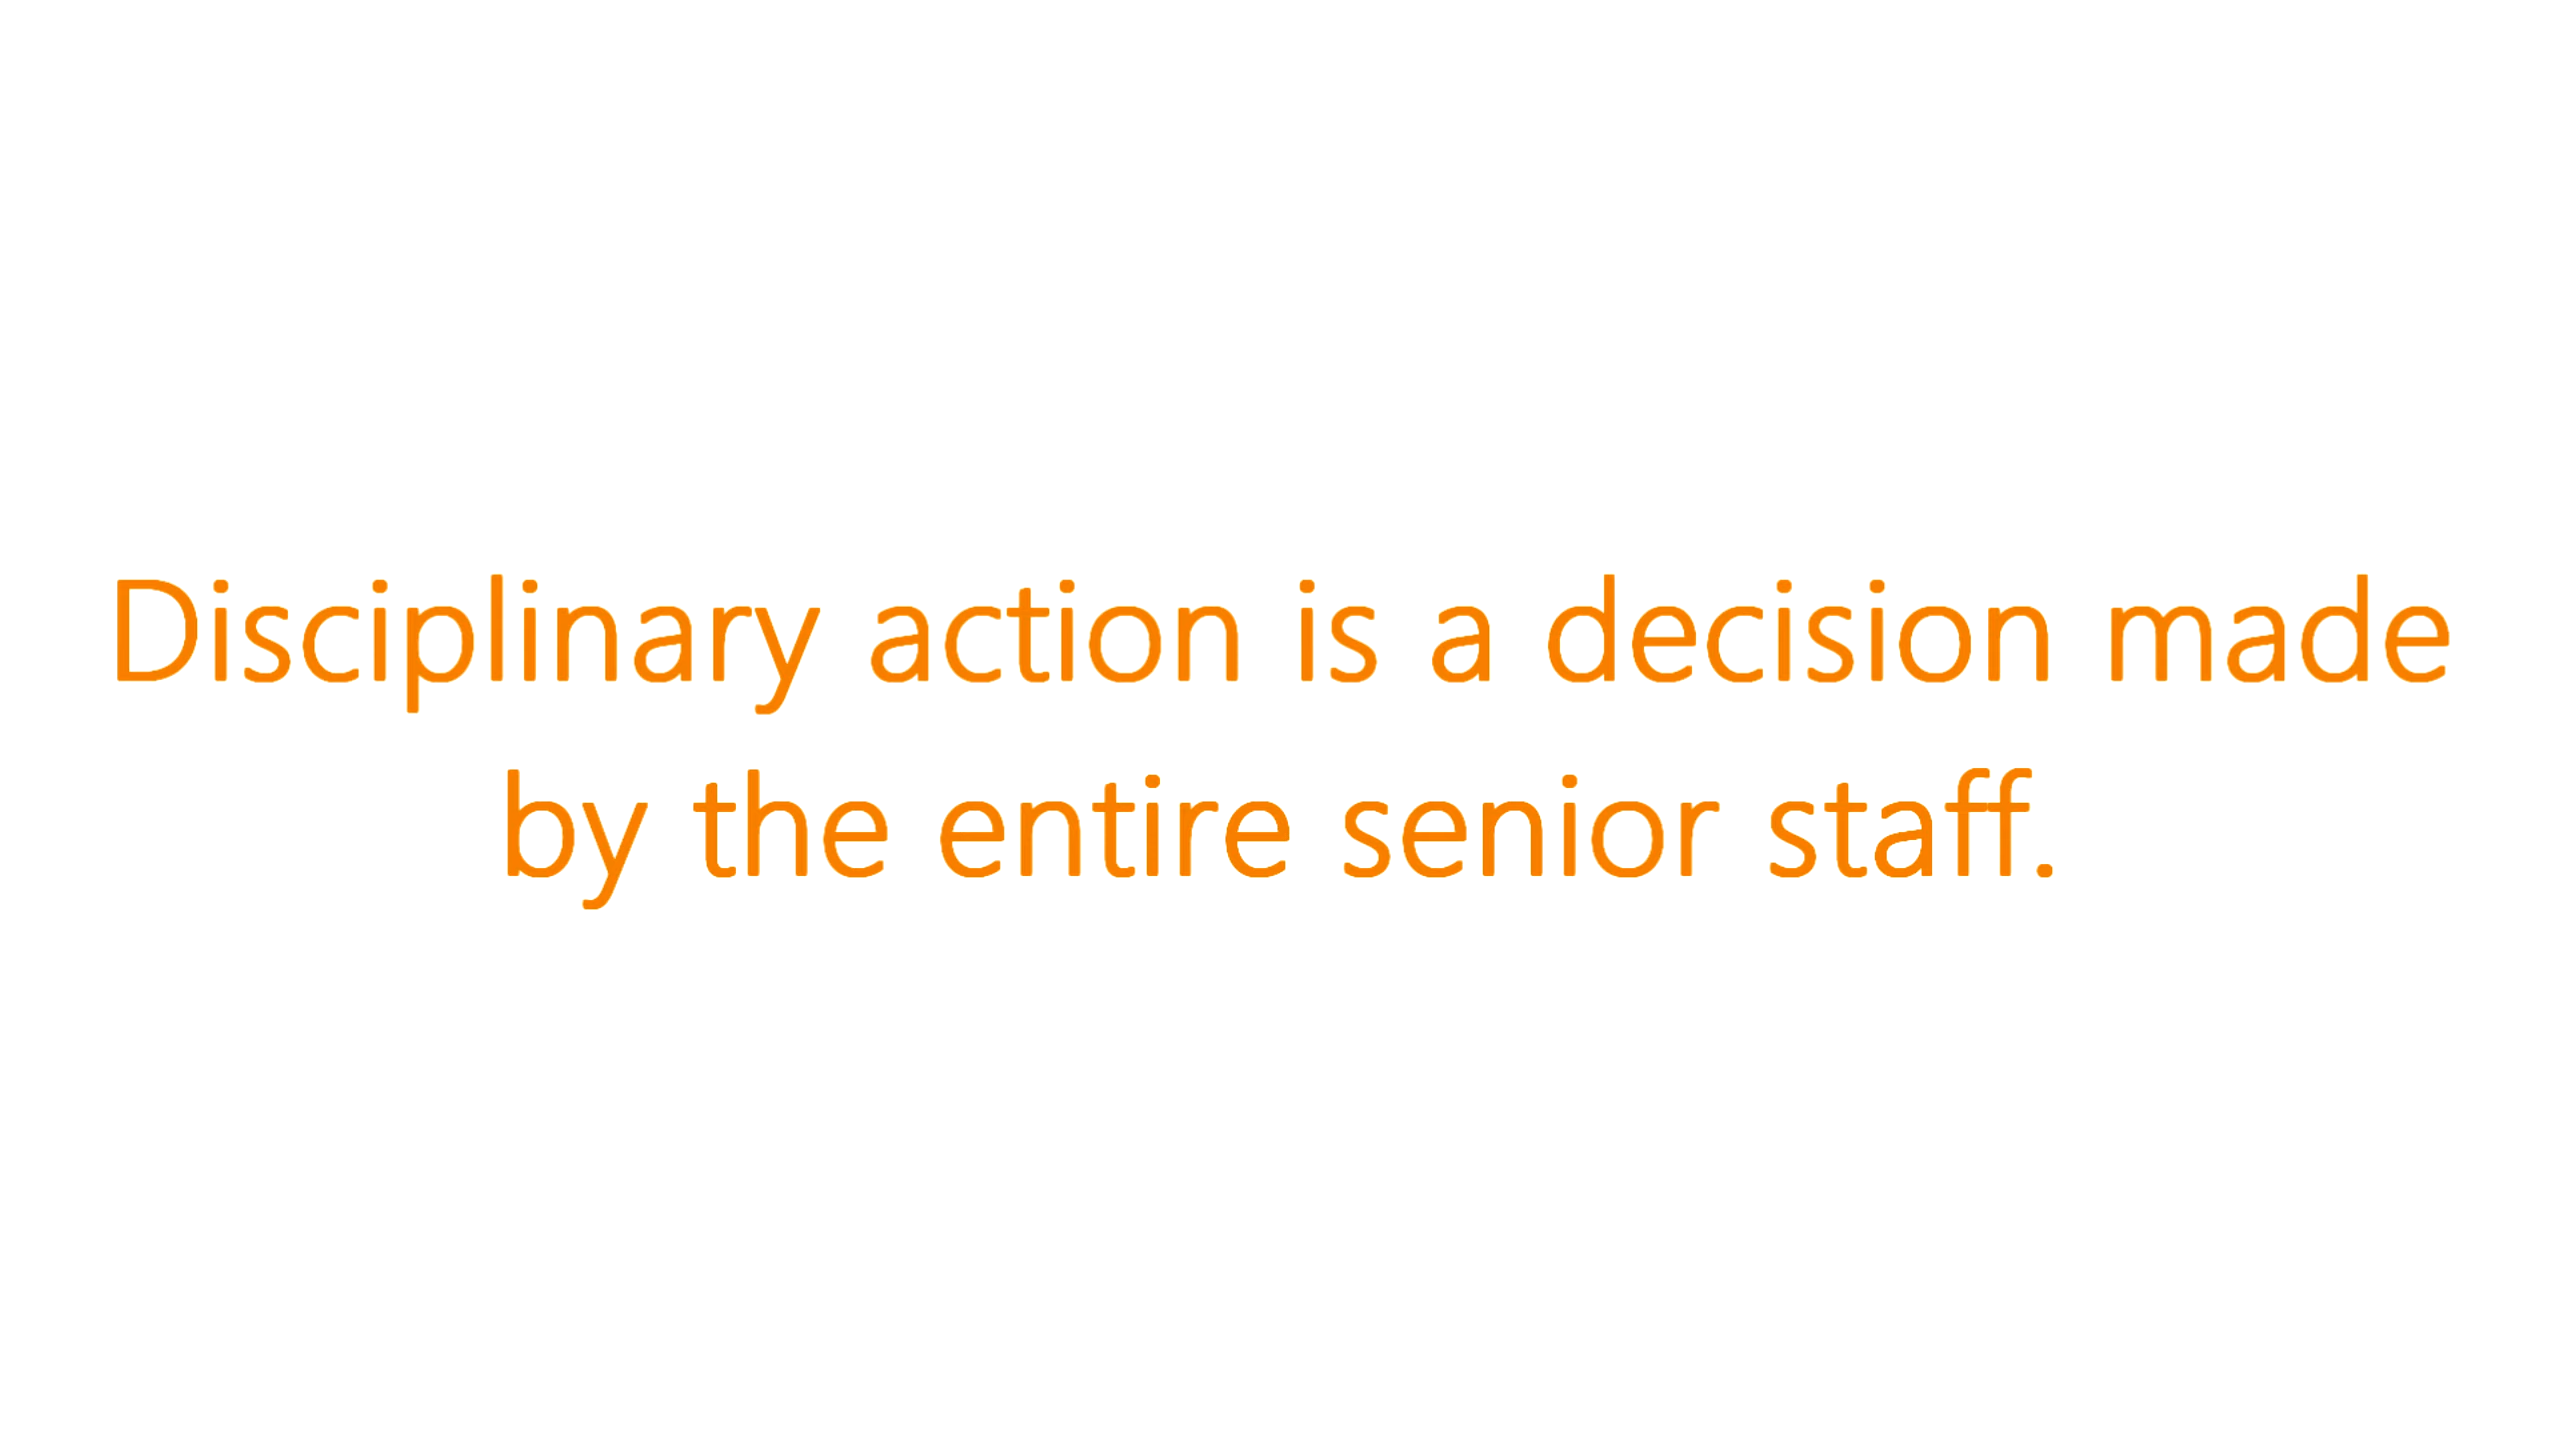 Disciplinary action is a decision made
by the entire senior staff.